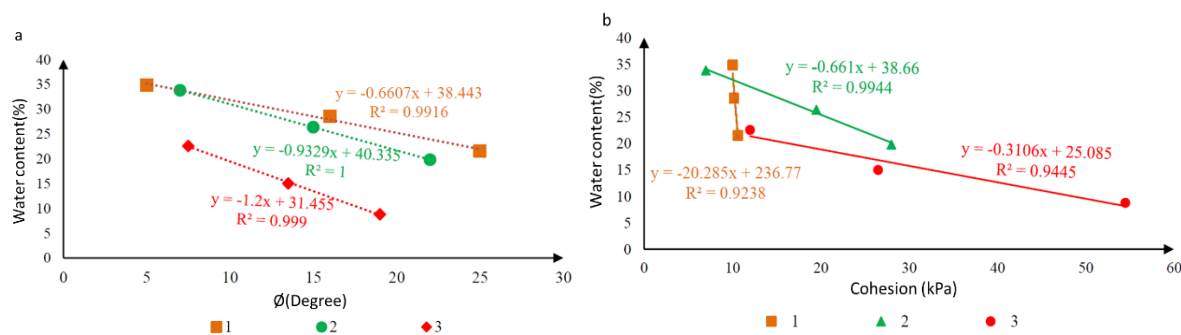 a
40
35
30
25
20
15
10
5
0
Water content(%)
y = -0.6607x + 38.443
R² = 0.9916
y = -0.9329x + 40.335
R² = 1
y = -1.2x + 31.455
R² = 0.999
0 5 10 15 20 25 30
Ø(Degree)
1 2 3
b
40
35
30
25
20
15
10
5
0
Water content(%)
y = -0.661x + 38.66
R² = 0.9944
y = -0.3106x + 25.085
R² = 0.9445
y = -20.285x + 236.77
R² = 0.9238
0 10 20 30 40 50 60
Cohesion (kPa)
1 2 3